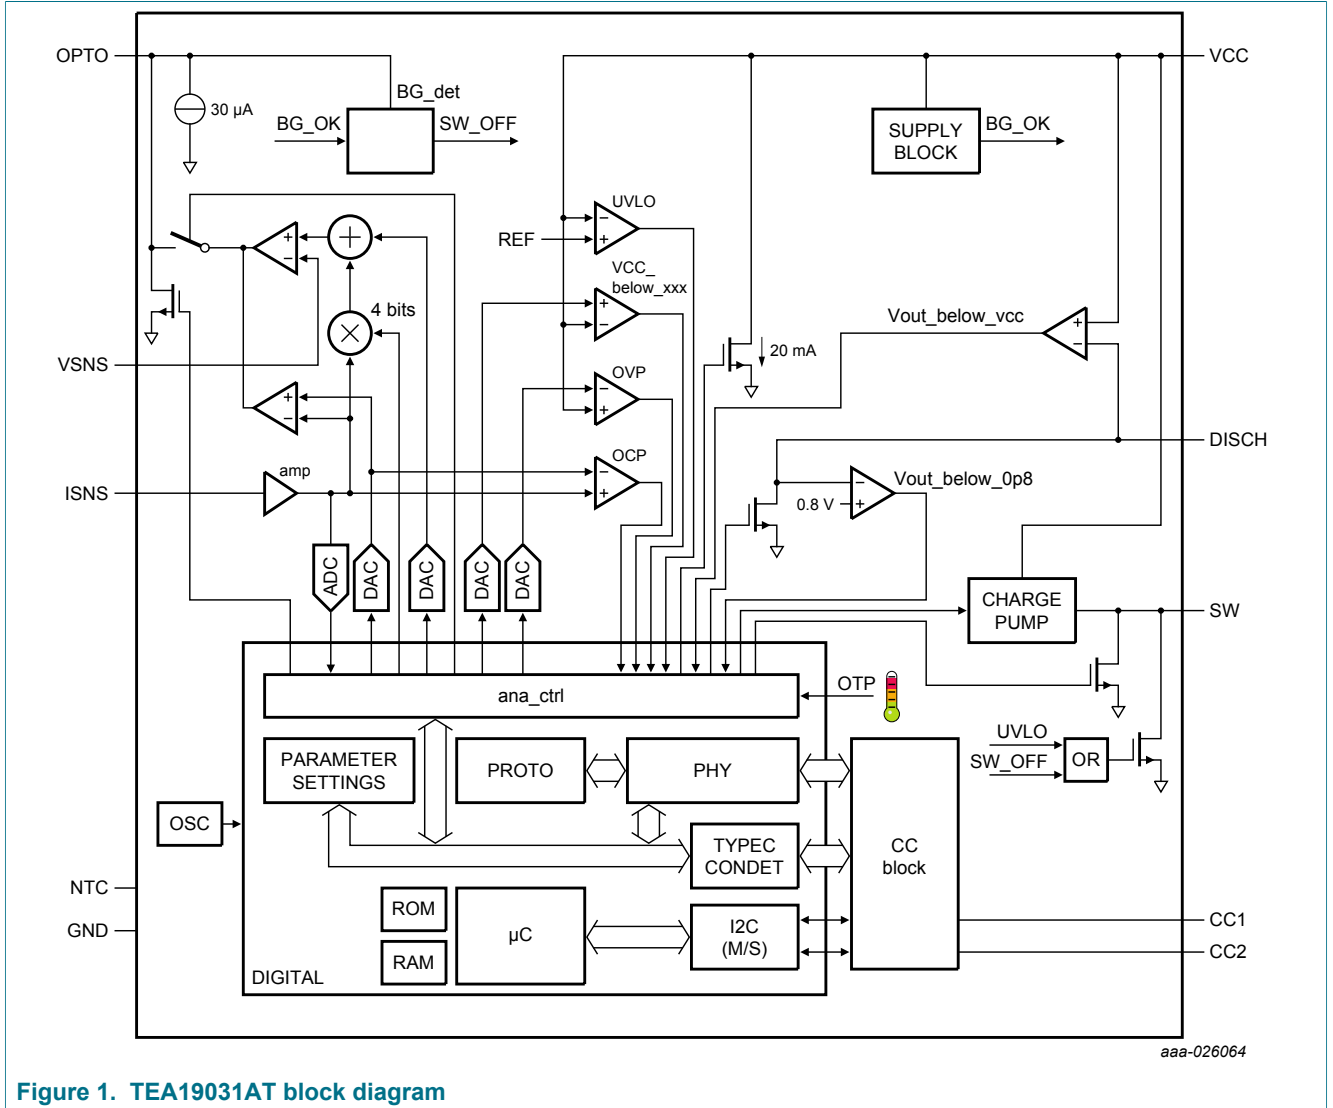 OPTO
VCC
30 µA
BG_det
BG_OK
SW_OFF
SUPPLY
BLOCK
BG_OK
UVLO
+
−
+
−
+
REF
VCC_
below_xxx
4 bits
×
+
−
Vout_below_vcc
+
−
20 mA
VSNS
OVP
−
+
+
−
DISCH
OCP
−
+
amp
ISNS
Vout_below_0p8
−
+
0.8 V
ADC
DAC
DAC
DAC
DAC
CHARGE
PUMP
SW
OTP
ana_ctrl
UVLO
SW_OFF
OR
PARAMETER
SETTINGS
PROTO
PHY
OSC
TYPEC
CONDET
CC
block
NTC
GND
ROM
RAM
µC
I2C
(M/S)
CC1
CC2
DIGITAL
aaa-026064
Figure 1. TEA19031AT block diagram